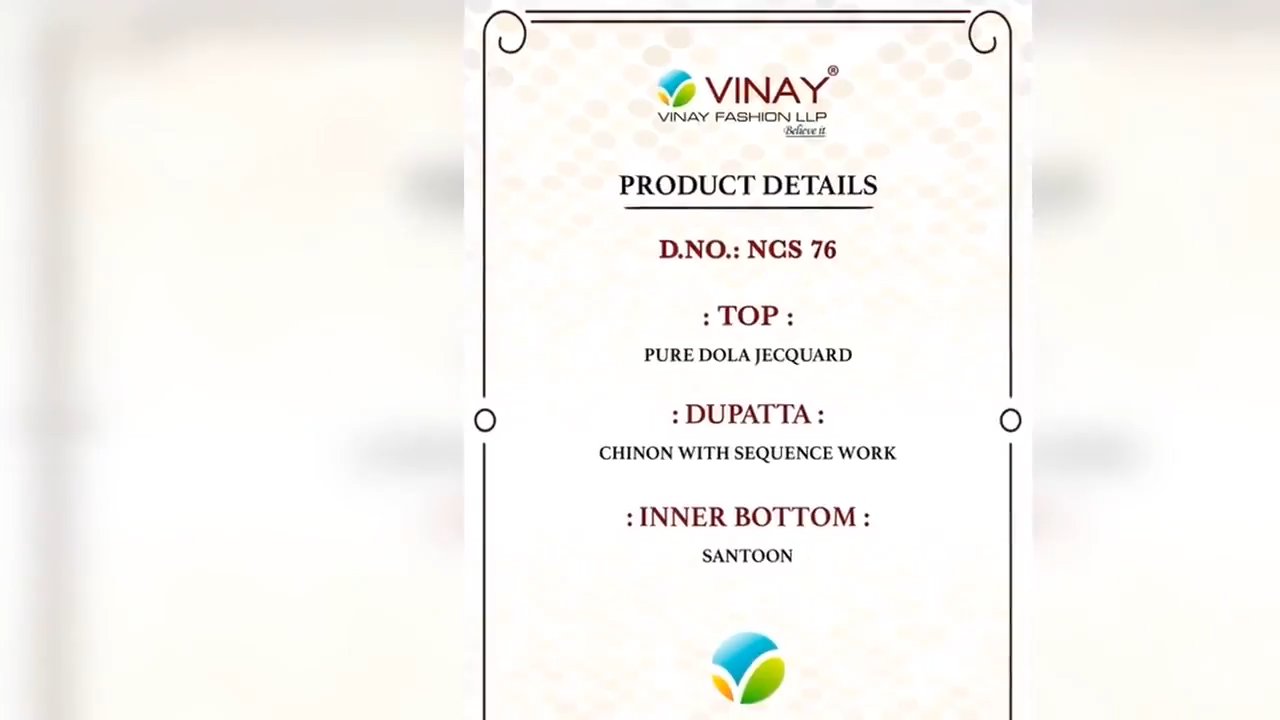 VINAY®
VINAY FASHION LLP
Believe it
PRODUCT DETAILS
D.NO.: NCS 76
: TOP :
PURE DOLA JECQUARD
: DUPATTA :
CHINON WITH SEQUENCE WORK
: INNER BOTTOM :
SANTOON